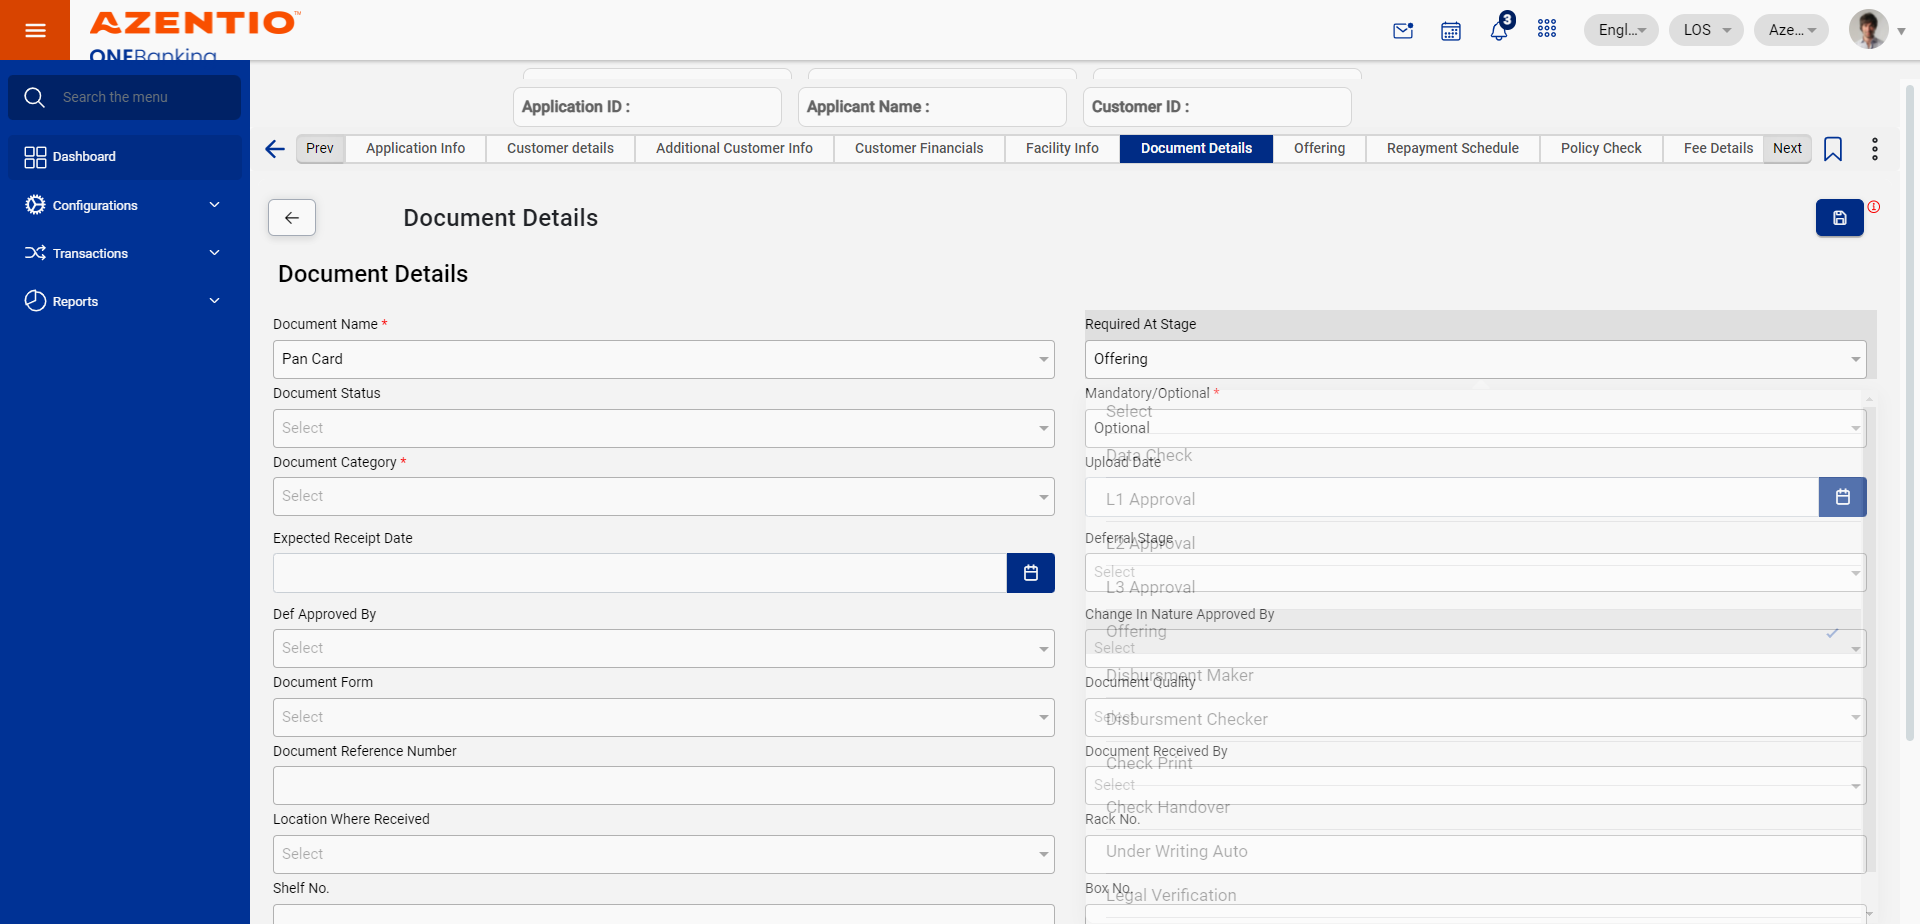 AZENTIO™
ONEBanking
3
Engl...
LOS
Aze...
Search the menu
Dashboard
Configurations
Transactions
Reports
Application ID :
Applicant Name :
Customer ID :
Prev
Application Info
Customer details
Additional Customer Info
Customer Financials
Facility Info
Document Details
Offering
Repayment Schedule
Policy Check
Fee Details
Next
Document Details
Document Details
Document Name *
Required At Stage
Pan Card
Offering
Document Status
Mandatory/Optional *
Select
Select
Optional
Document Category *
Data Check
Upload Date
Select
L1 Approval
Expected Receipt Date
Deferral Stage
L2 Approval
Select
L3 Approval
Def Approved By
Change In Nature Approved By
Offering
Select
Select
Disbursment Maker
Document Form
Document Quality
Select
Select
Disbursment Checker
Document Reference Number
Document Received By
Check Print
Select
Check Handover
Location Where Received
Rack No.
Select
Under Writing Auto
Shelf No.
Box No.
Legal Verification